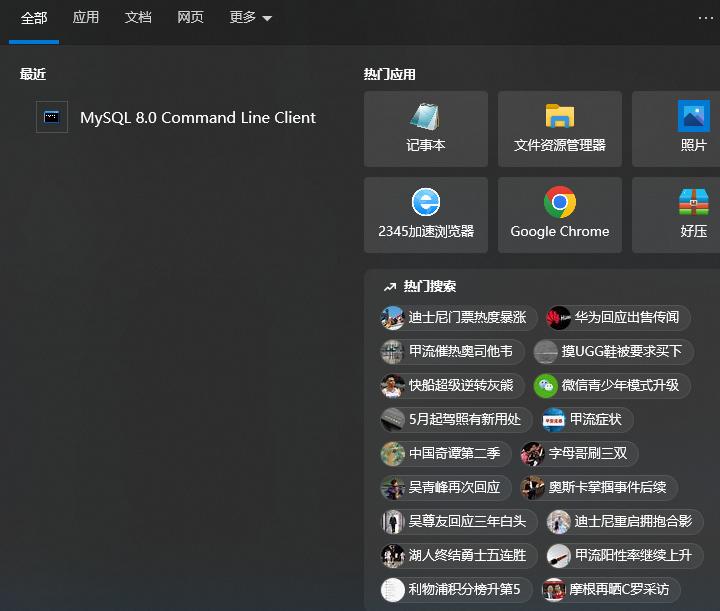 全部 应用 文档 网页 更多
最近
MySQL 8.0 Command Line Client
热门应用
记事本 文件资源管理器 照片
2345加速浏览器 Google Chrome 好压
热门搜索
迪士尼门票热度暴涨 华为回应出售传闻
甲流催热奥司他韦 摸UGG鞋被要求买下
快船超级逆转灰熊 微信青少年模式升级
5月起驾照有新用处 甲流症状
中国奇谭第二季 字母哥刷三双
吴青峰再次回应 奥斯卡掌掴事件后续
吴尊友回应三年白头 迪士尼重启拥抱合影
湖人终结勇士五连胜 甲流阳性率继续上升
利物浦积分榜升第5 摩根再晒C罗采访